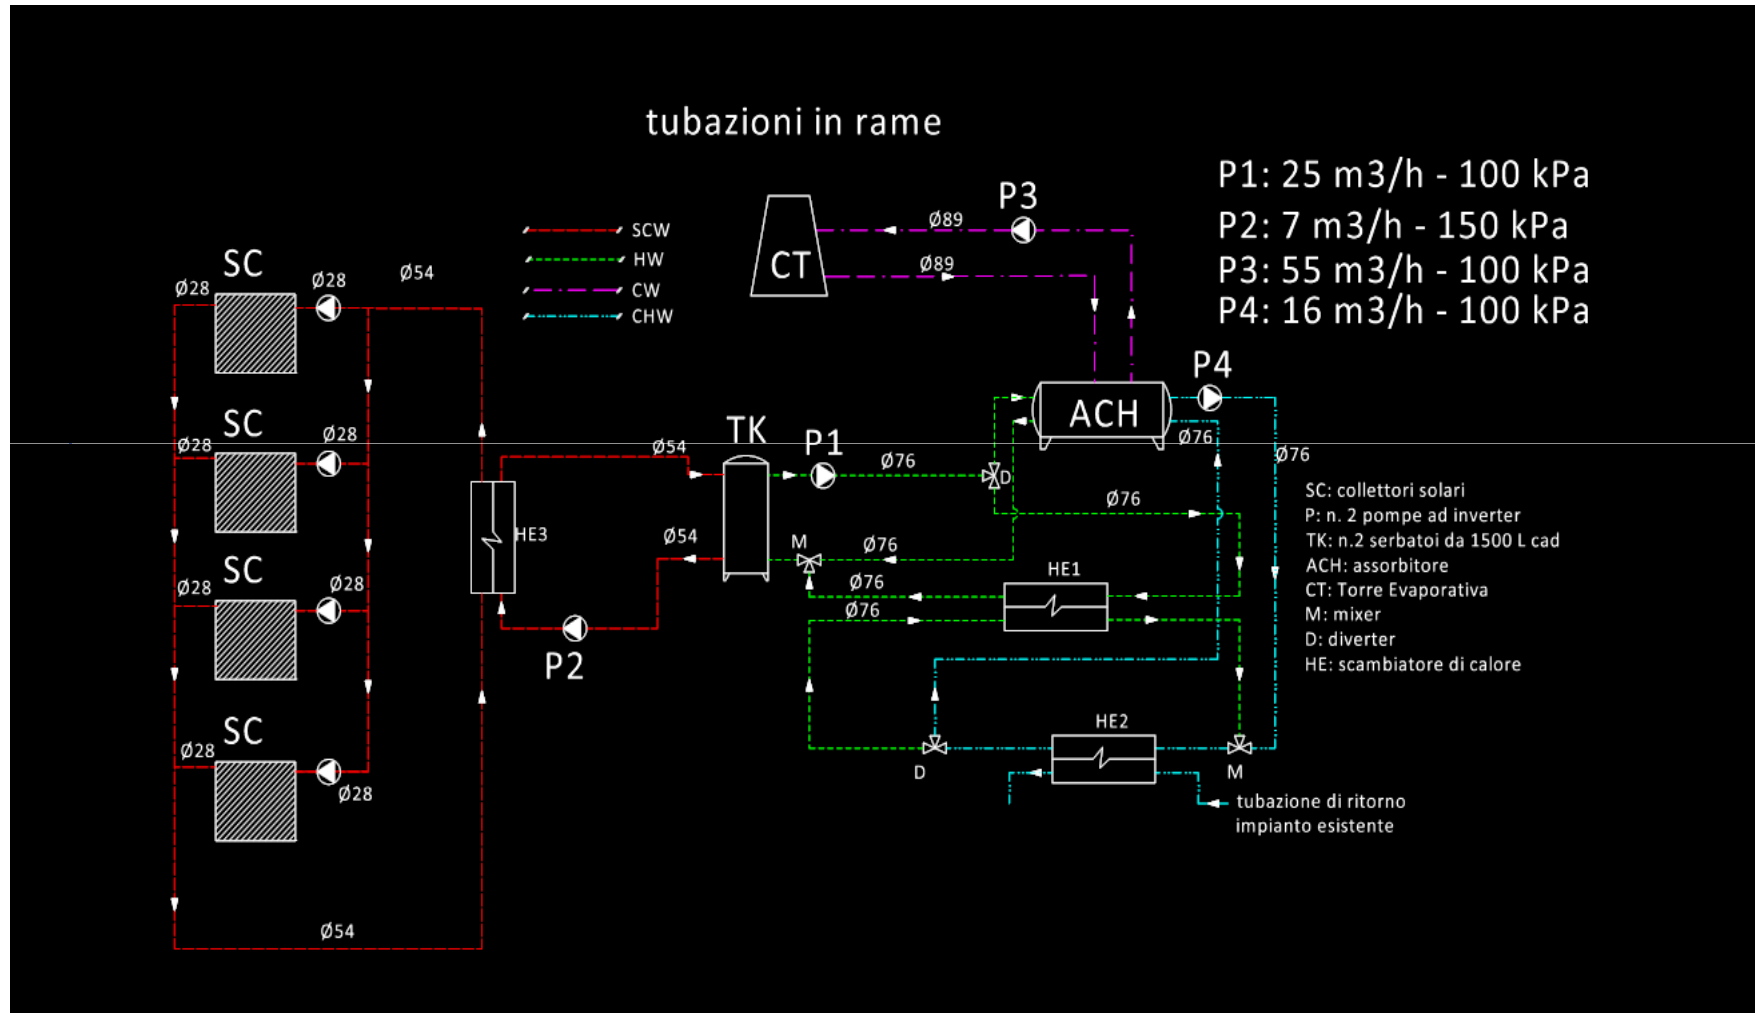 tubazioni in rame
P1: 25 m3/h - 100 kPa
P2: 7 m3/h - 150 kPa
P3: 55 m3/h - 100 kPa
P4: 16 m3/h - 100 kPa
SCW
HW
CW
CHW
P3
Ø89
CT
Ø89
SC
Ø28
Ø28
Ø54
SC
Ø28
Ø28
SC
Ø28
Ø28
SC
Ø28
Ø28
Ø54
HE3
Ø54
Ø54
P2
TK
P1
Ø76
D
ACH
P4
Ø76
Ø76
Ø76
M
Ø76
Ø76
Ø76
HE1
HE2
D
M
tubazione di ritorno
impianto esistente
SC: collettori solari
P: n. 2 pompe ad inverter
TK: n.2 serbatoi da 1500 L cad
ACH: assorbitore
CT: Torre Evaporativa
M: mixer
D: diverter
HE: scambiatore di calore